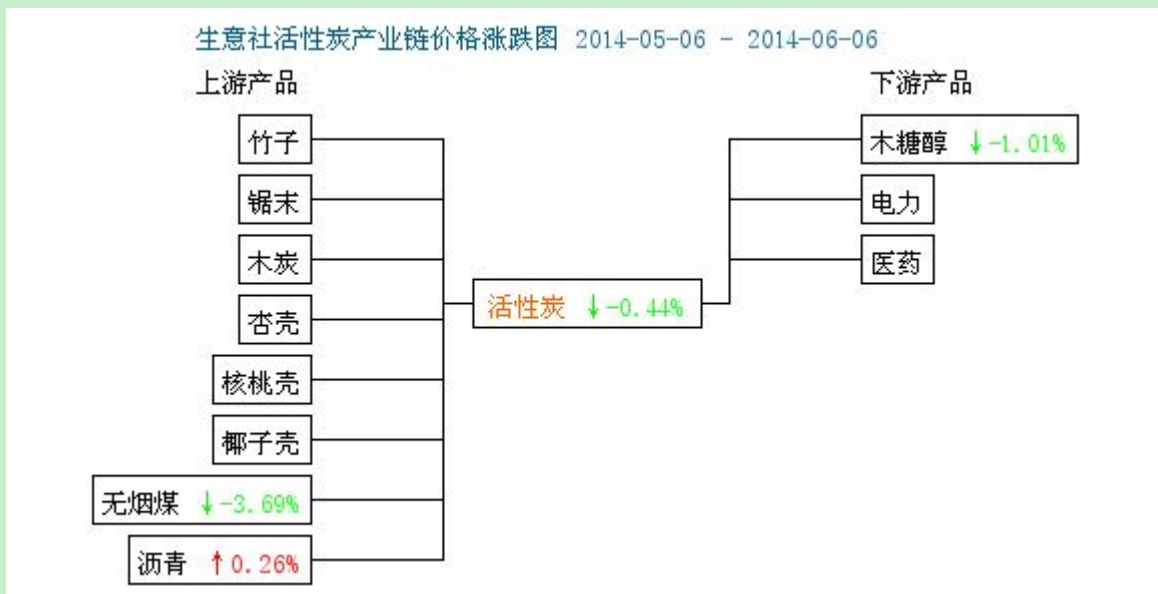 生意社活性炭产业链价格涨跌图 2014-05-06 - 2014-06-06
上游产品
下游产品
竹子
木糖醇 ↓-1.01%
锯末
电力
木炭
医药
活性炭 ↓-0.44%
杏壳
核桃壳
椰子壳
无烟煤 ↓-3.69%
沥青 ↑0.26%